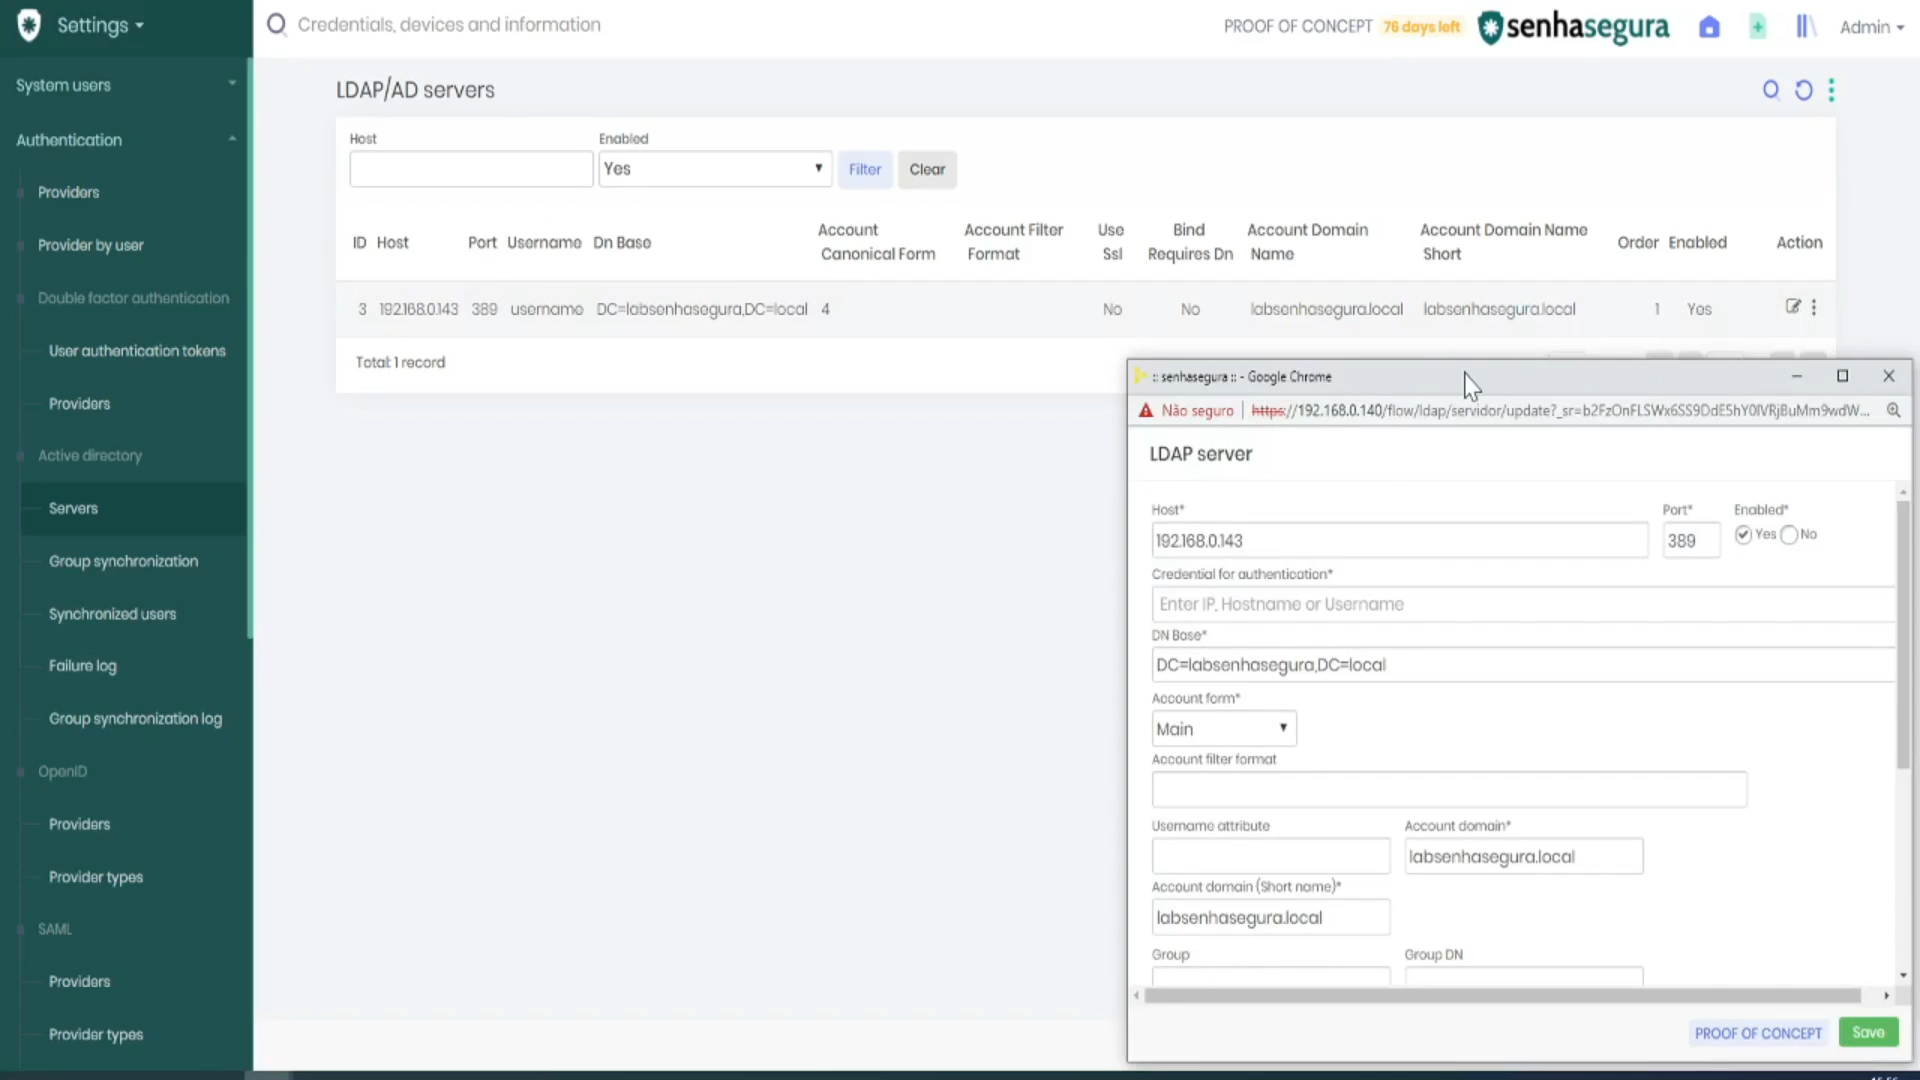 Settings
Credentials, devices and information
PROOF OF CONCEPT 76 days left
senhasegura
Admin
System users
Authentication
Providers
Provider by user
Double factor authentication
User authentication tokens
Providers
Active directory
Servers
Group synchronization
Synchronized users
Failure log
Group synchronization log
OpenID
Providers
Provider types
SAML
Providers
Provider types
LDAP/AD servers
Host Enabled
Yes Filter Clear
ID Host Port Username Dn Base Account Canonical Form Account Filter Format Use Ssl Bind Requires Dn Account Domain Name Account Domain Name Short Order Enabled Action
3 192.168.0.143 389 username DC=labsenhasegura,DC=local 4 No No labsenhasegura.local labsenhasegura.local 1 Yes
Total: 1 record
:: senhasegura :: - Google Chrome
Não seguro https://192.168.0.140/flow/ldap/servidor/update?_sr=
LDAP server
Host* Port* Enabled*
192.168.0.143 389 Yes No
Credential for authentication*
Enter IP, Hostname or Username
DN Base*
DC=labsenhasegura,DC=local
Account form*
Main
Account filter format
Username attribute Account domain*
labsenhasegura.local
Account domain (Short name)*
labsenhasegura.local
Group Group DN
PROOF OF CONCEPT Save